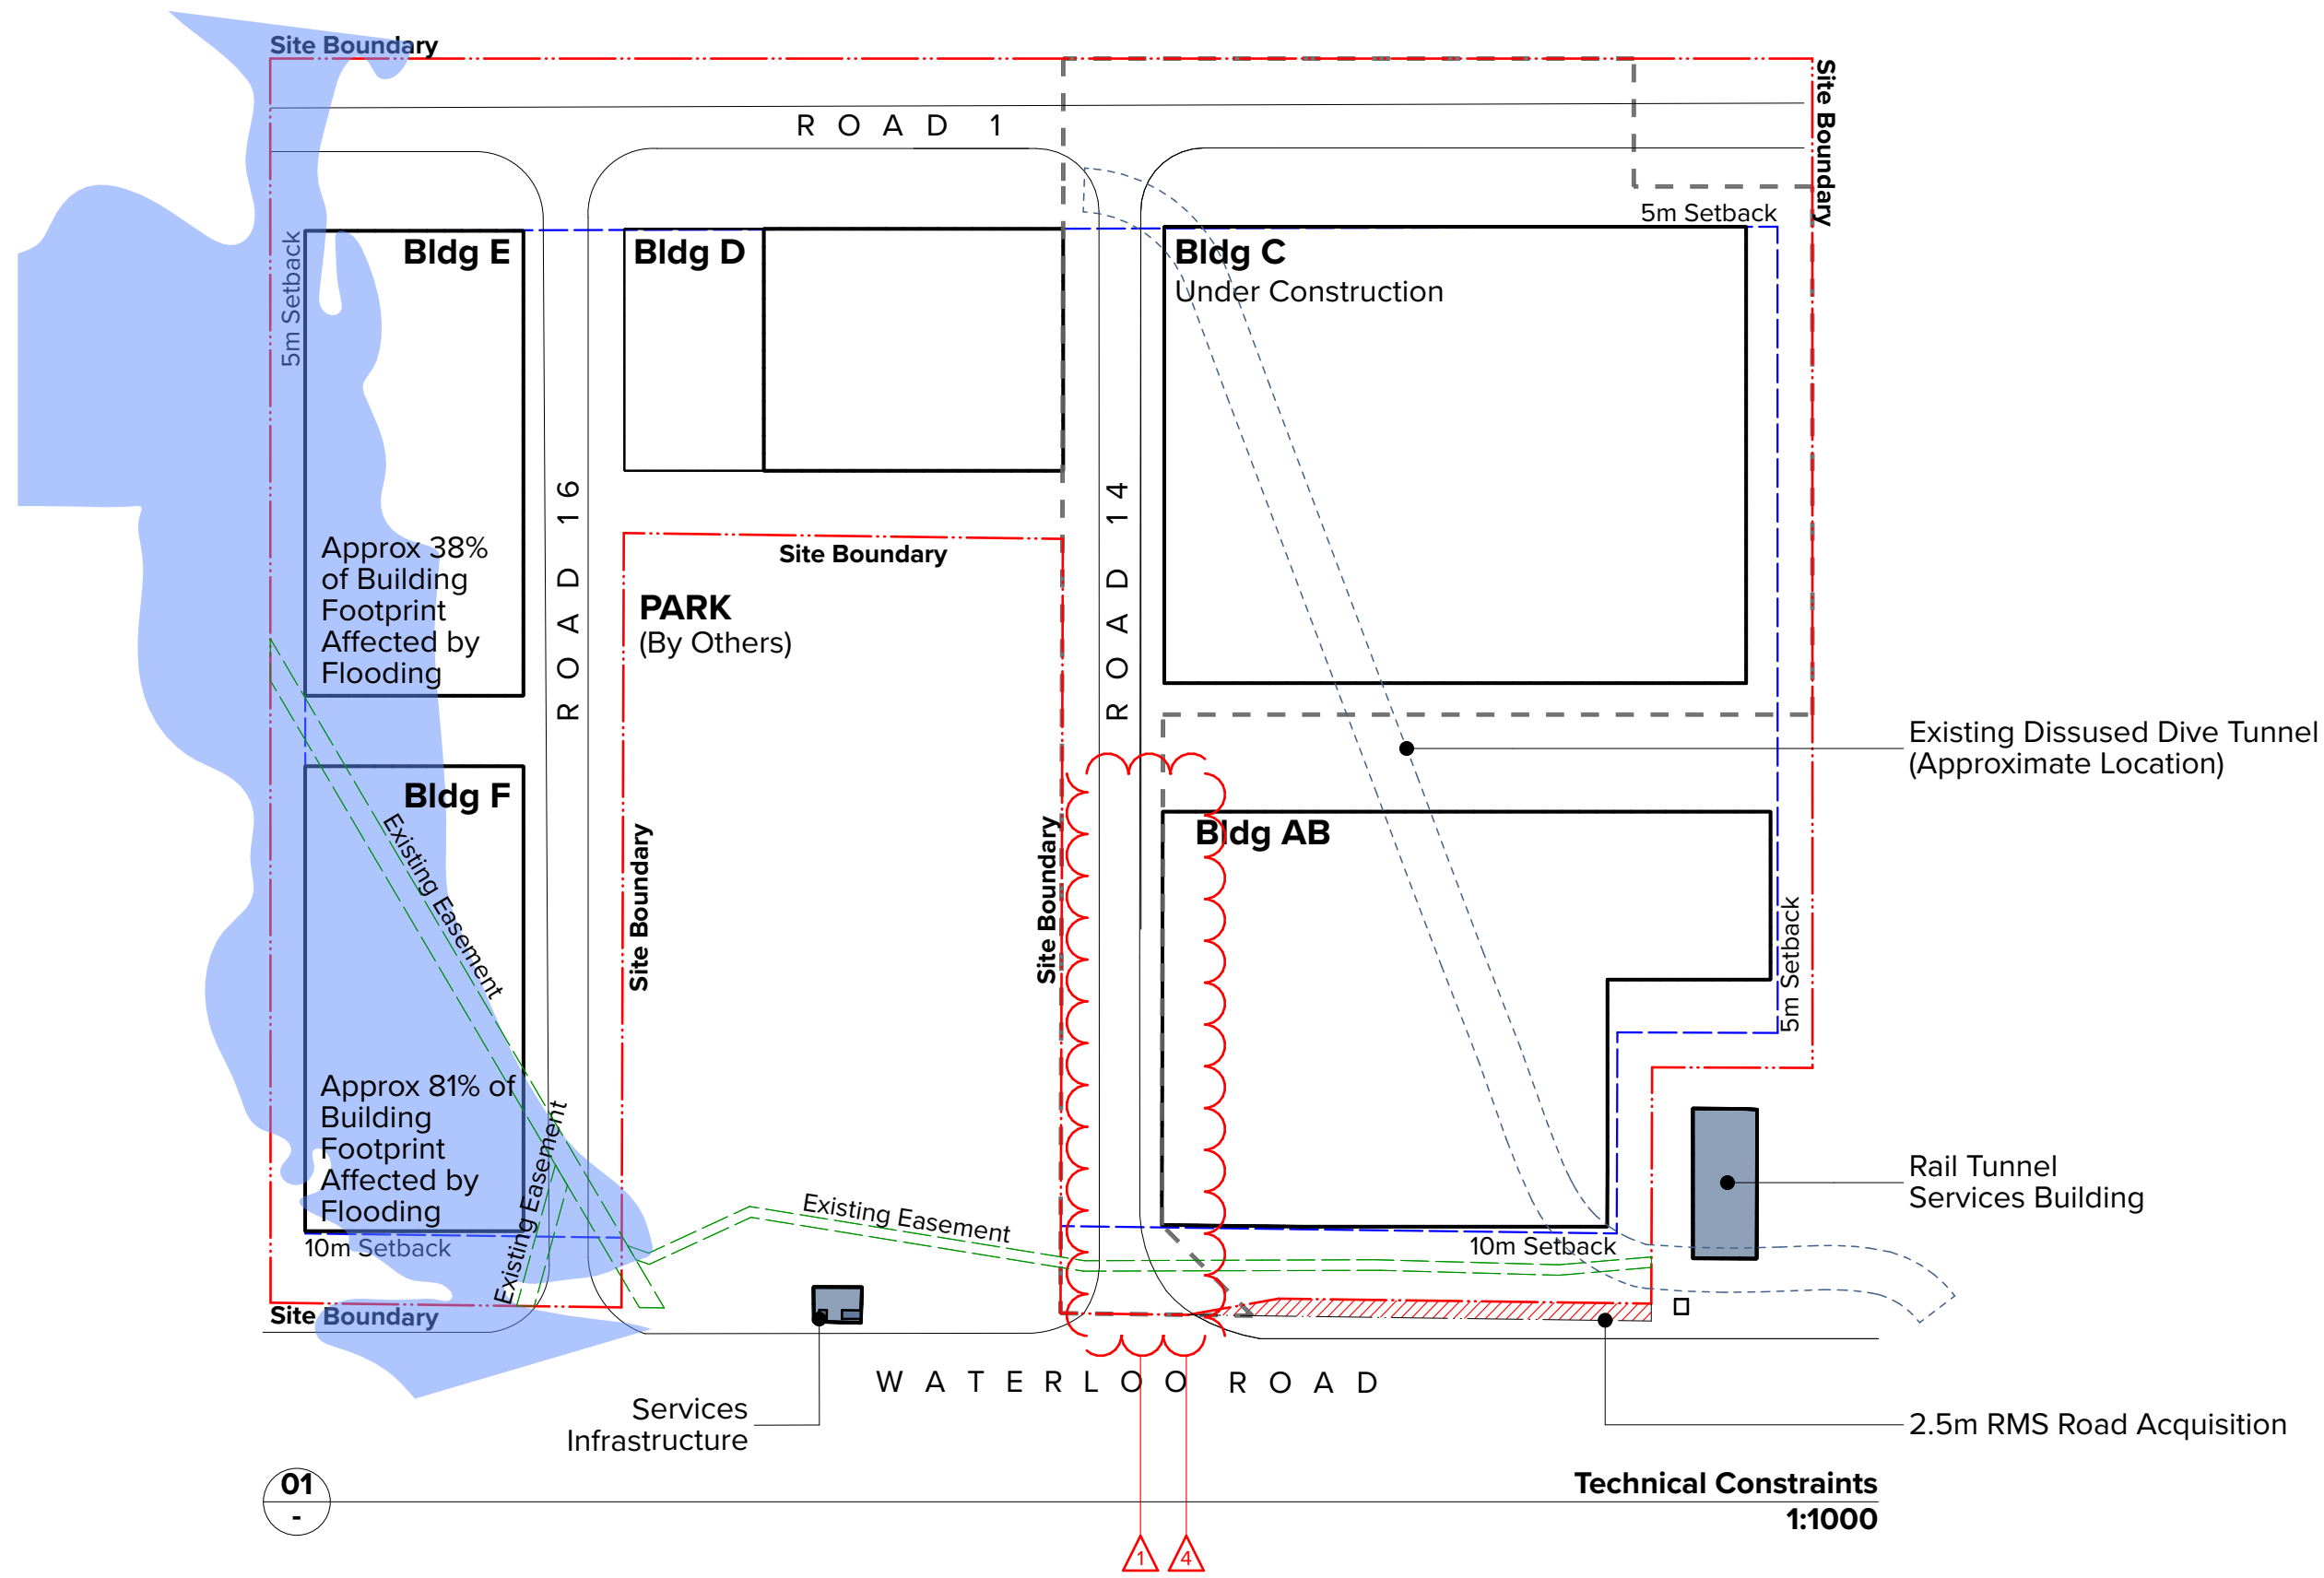 Site Boundary
Site Boundary
ROAD 1
5m Setback
5m Setback
Bldg E
Bldg D
Bldg C
Under Construction
ROAD 16
ROAD 14
Approx 38%
of Building
Footprint
Affected by
Flooding
Site Boundary
PARK
(By Others)
Existing Dissused Dive Tunnel
(Approximate Location)
Bldg F
Existing Easement
Site Boundary
Site Boundary
Bldg AB
5m Setback
Approx 81% of
Building
Footprint
Affected by
Flooding
Existing Easement
Existing Easement
Rail Tunnel
Services Building
10m Setback
10m Setback
Site Boundary
WATERLOO ROAD
Services
Infrastructure
2.5m RMS Road Acquisition
01
-
Technical Constraints
1:1000
1
4